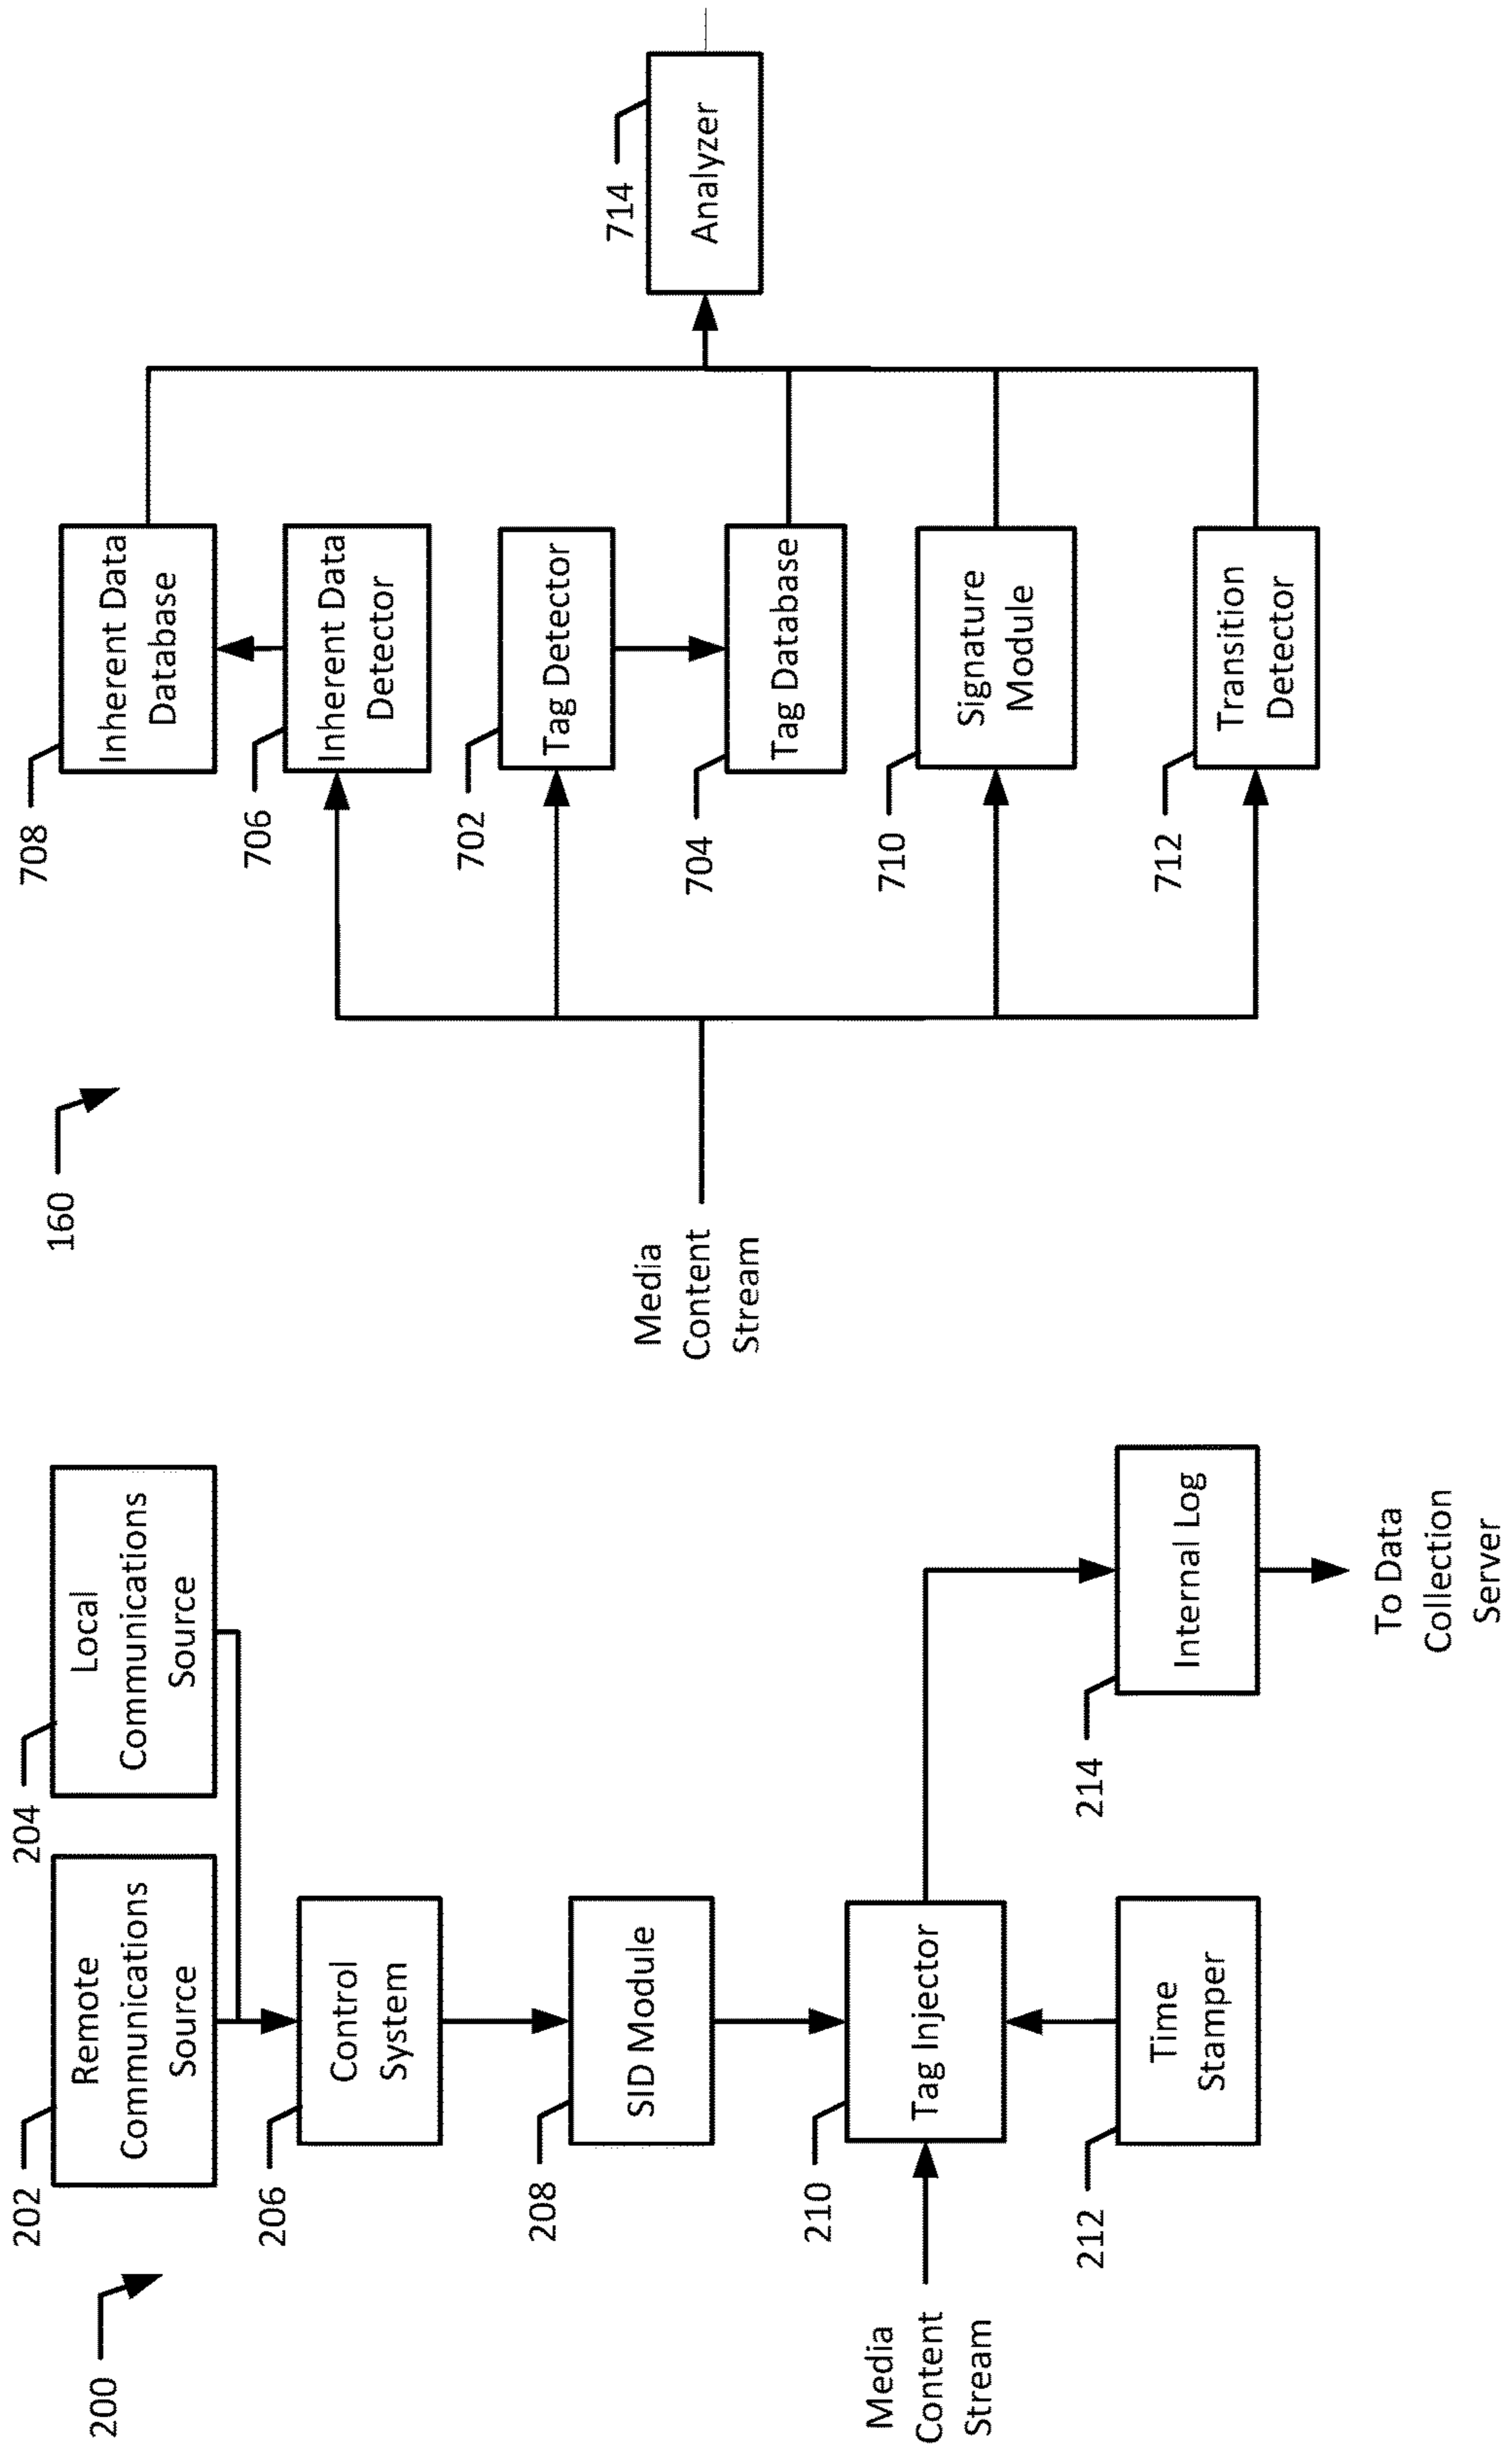 200
202
Remote
Communications
Source
204
Local
Communications
Source
206
Control
System
208
SID Module
210
Tag Injector
Media
Content
Stream
212
Time
Stamper
214
Internal Log
To Data
Collection
Server
160
Media
Content
Stream
708
Inherent Data
Database
706
Inherent Data
Detector
702
Tag Detector
704
Tag Database
710
Signature
Module
712
Transition
Detector
714
Analyzer